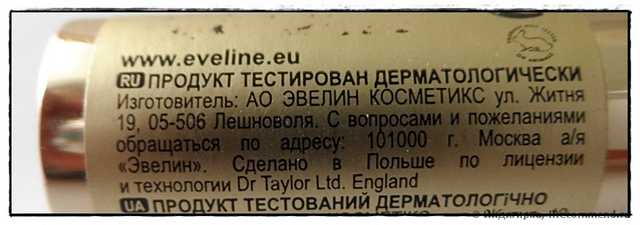 www.eveline.eu
RU ПРОДУКТ ТЕСТИРОВАН ДЕРМАТОЛОГИЧЕСКИ
Изготовитель: АО ЭВЕЛИН КОСМЕТИКС ул. Житня
19, 05-506 Лешноволя. С вопросами и пожеланиями
обращаться по адресу: 101000 г. Москва а/я
«Эвелин». Сделано в Польше по лицензии
и технологии Dr Taylor Ltd. England
UA ПРОДУКТ ТЕСТОВАНИЙ ДЕРМАТОЛОГІЧНО